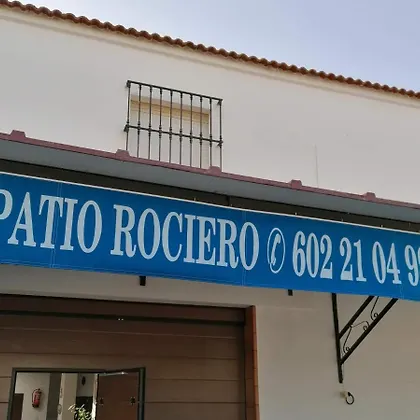 PATIO ROCIERO ✆ 602 21 04 9